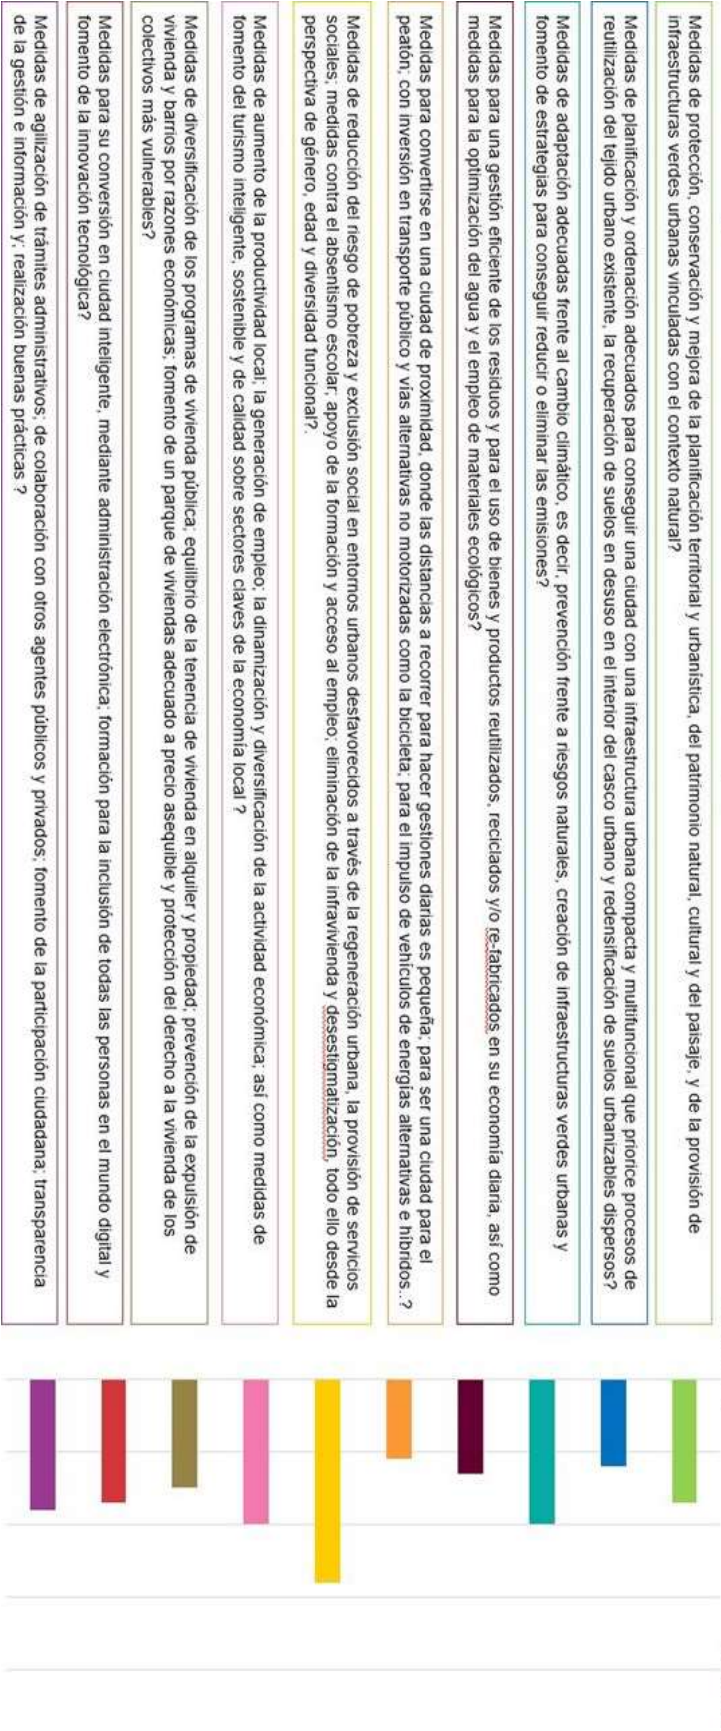 Medidas de protección, conservación y mejora de la planificación territorial y urbanística, del patrimonio natural, cultural y del paisaje, y de la provisión de
infraestructuras verdes urbanas vinculadas con el contexto natural?
Medidas de planificación y ordenación adecuados para conseguir una ciudad con una infraestructura urbana compacta y multifuncional que priorice procesos de
reutilización del tejido urbano existente, la recuperación de suelos en desuso en el interior del casco urbano y redensificación de suelos urbanizables dispersos?
Medidas de adaptación adecuadas frente al cambio climático, es decir, prevención frente a riesgos naturales, creación de infraestructuras verdes urbanas y
fomento de estrategias para conseguir reducir o eliminar las emisiones?
Medidas para una gestión eficiente de los residuos y para el uso de bienes y productos reutilizados, reciclados y/o re-fabricados en su economía diaria, así como
medidas para la optimización del agua y el empleo de materiales ecológicos?
Medidas para convertirse en una ciudad de proximidad, donde las distancias a recorrer para hacer gestiones diarias es pequeña; para ser una ciudad para el
peatón; con inversión en transporte público y vías alternativas no motorizadas como la bicicleta; para el impulso de vehículos de energías alternativas e híbridos..?
Medidas de reducción del riesgo de pobreza y exclusión social en entornos urbanos desfavorecidos a través de la regeneración urbana, la provisión de servicios
sociales; medidas contra el absentismo escolar; apoyo de la formación y acceso al empleo; eliminación de la infravivienda y desestigmatización, todo ello desde la
perspectiva de género, edad y diversidad funcional?.
Medidas de aumento de la productividad local; la generación de empleo; la dinamización y diversificación de la actividad económica; así como medidas de
fomento del turismo inteligente, sostenible y de calidad sobre sectores claves de la economía local ?
Medidas de diversificación de los programas de vivienda pública; equilibrio de la tenencia de vivienda en alquiler y propiedad; prevención de la expulsión de
vivienda y barrios por razones económicas; fomento de un parque de viviendas adecuado a precio asequible y protección del derecho a la vivienda de los
colectivos más vulnerables?
Medidas para su conversión en ciudad inteligente, mediante administración electrónica; formación para la inclusión de todas las personas en el mundo digital y
fomento de la innovación tecnológica?
Medidas de agilización de trámites administrativos; de colaboración con otros agentes públicos y privados; fomento de la participación ciudadana; transparencia
de la gestión e información y; realización buenas prácticas ?